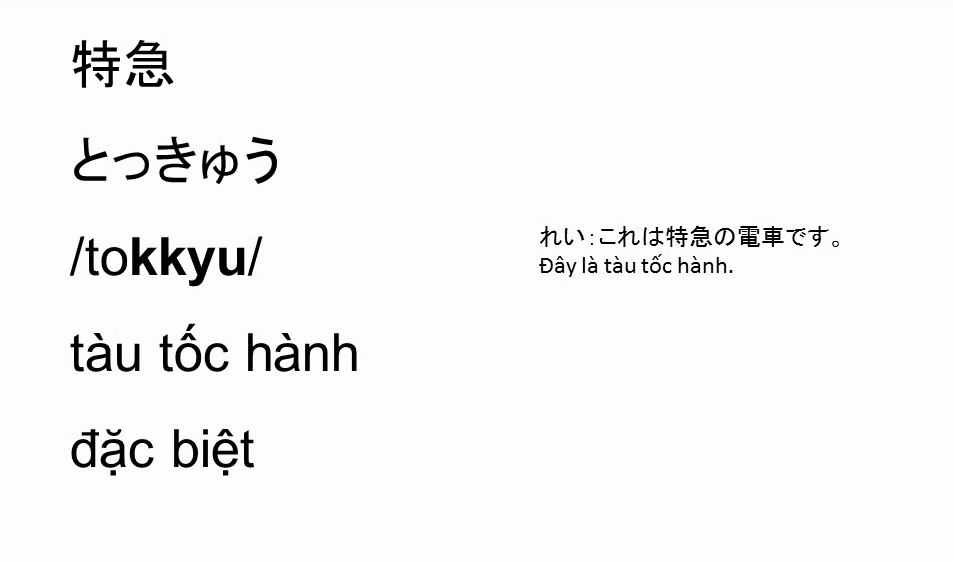 特急
とっきゅう
/tokkyu/
tàu tốc hành
đặc biệt
れい：これは特急の電車です。
Đây là tàu tốc hành.